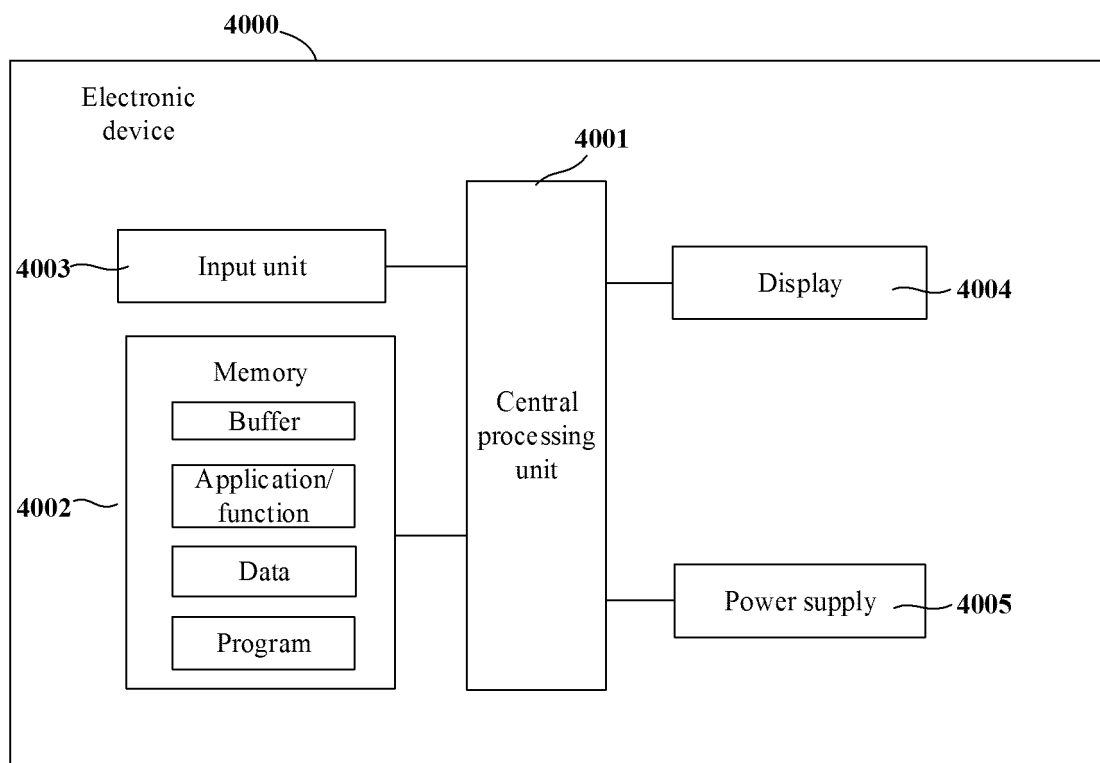 4000
Electronic
device
4001
4003
Input unit
Display
4004
Memory
Buffer
Application/
function
Data
Program
4002
Central
processing
unit
Power supply
4005